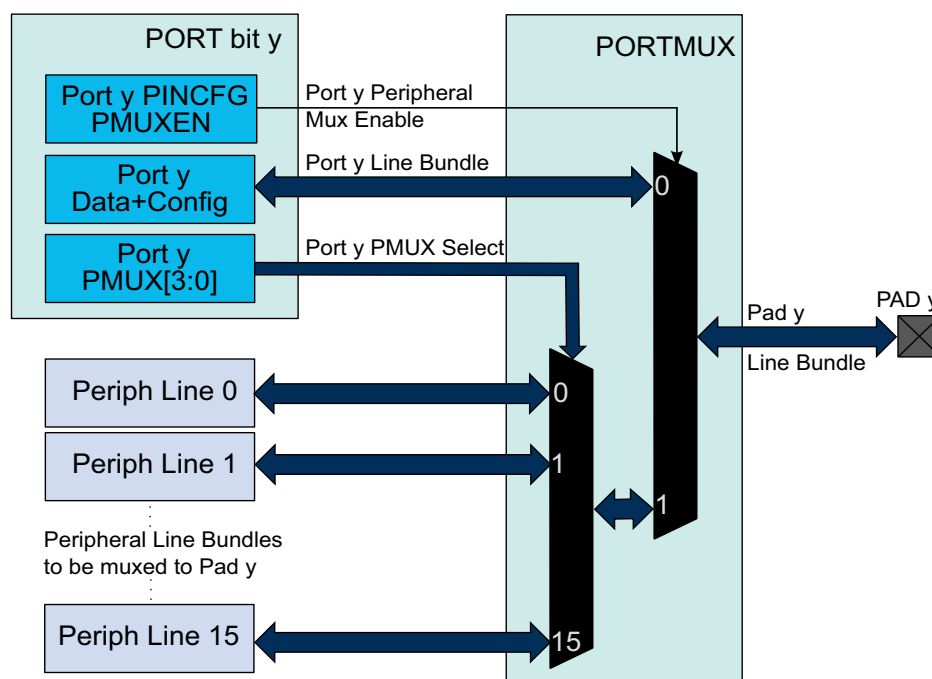 PORT bit y
PORTMUX
Port y PINCFG
PMUXEN
Port y Peripheral
Mux Enable
Port y
Data+Config
Port y Line Bundle
0
Port y
PMUX[3:0]
Port y PMUX Select
Pad y
Line Bundle
PAD y
Periph Line 0
0
Periph Line 1
1
1
Peripheral Line Bundles
to be muxed to Pad y
Periph Line 15
15